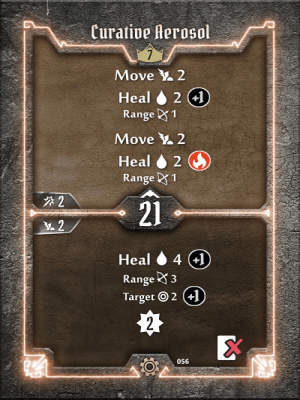 Curative Aerosol
7
Move 2
Heal 2 +1
Range 1
Move 2
Heal 2
Range 1
2
21
2
Heal 4 +1
Range 3
Target 2 +1
2
056